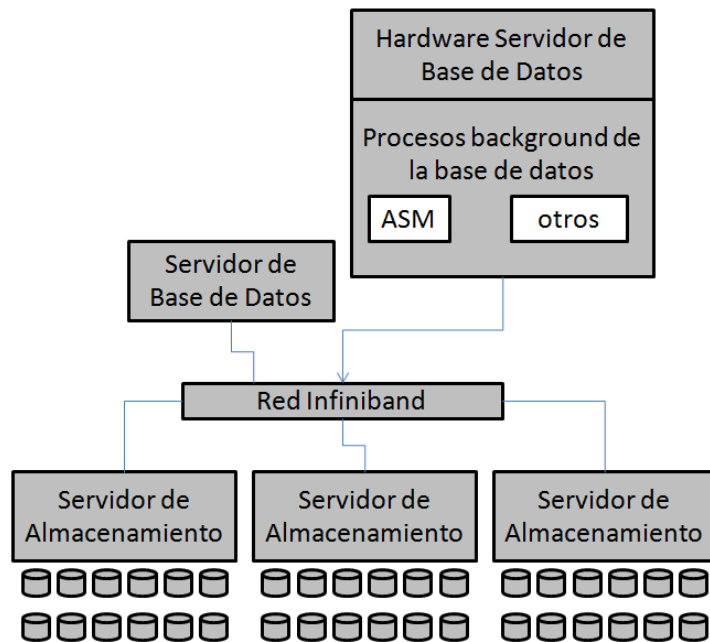 Hardware Servidor de
Base de Datos
Procesos background de
la base de datos
ASM
otros
Servidor de
Base de Datos
Red Infiniband
Servidor de
Almacenamiento
Servidor de
Almacenamiento
Servidor de
Almacenamiento